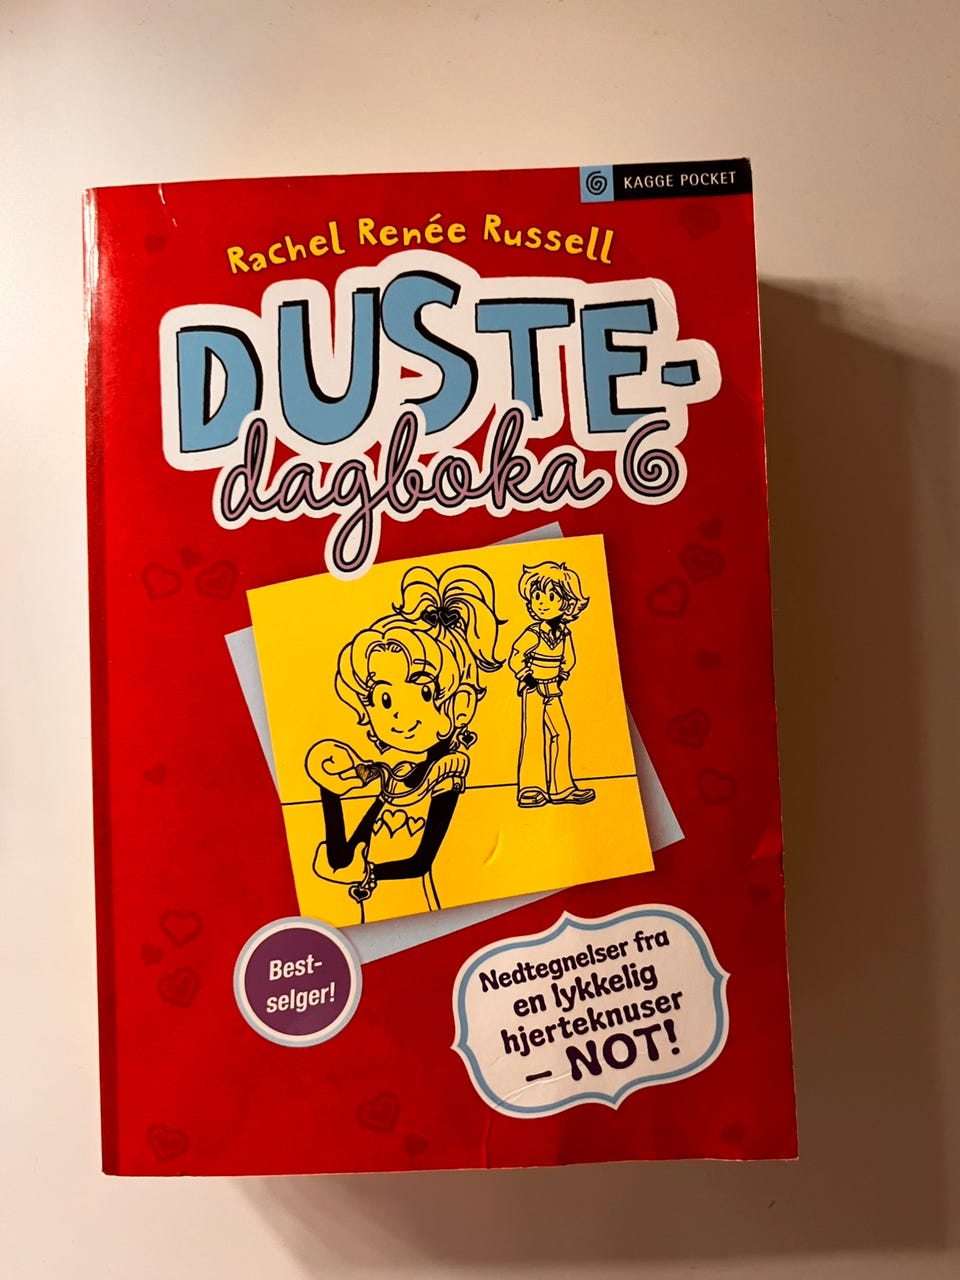 KAGGE POCKET
Rachel Renée Russell
DUSTE-
dagboka 6
Best-
selger!
Nedtegnelser fra
en lykkelig
hjerteknuser
– NOT!